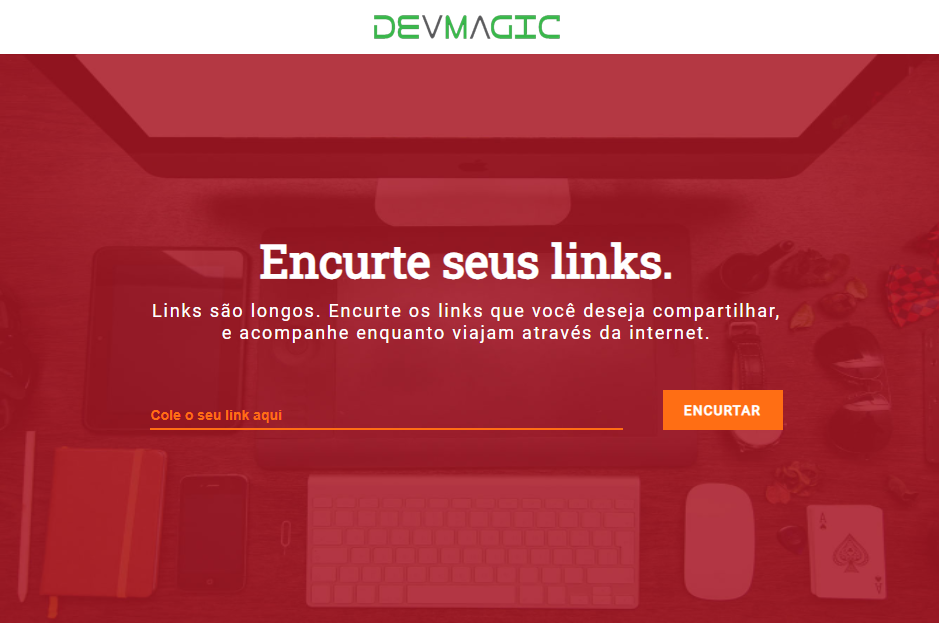 DEVMAGIC
Encurte seus links.
Links são longos. Encurte os links que você deseja compartilhar,
e acompanhe enquanto viajam através da internet.
Cole o seu link aqui
ENCURTAR
A